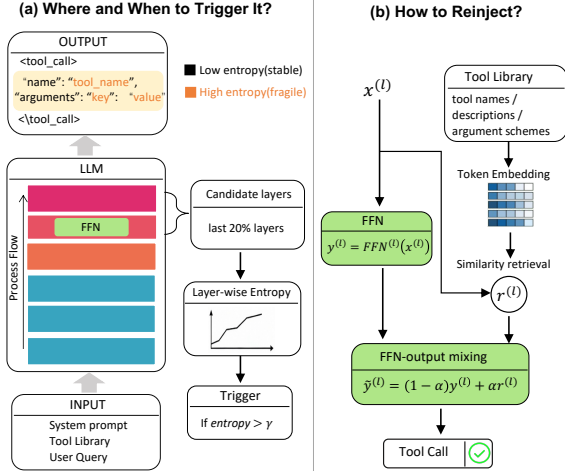 (a) Where and When to Trigger It?
OUTPUT
<tool_call>
"name": "tool_name",
"arguments": "key": "value"
<\tool_call>
Low entropy(stable)
High entropy(fragile)
LLM
Process Flow
FFN
Candidate layers
last 20% layers
Layer-wise Entropy
Trigger
If entropy > γ
INPUT
System prompt
Tool Library
User Query
(b) How to Reinject?
x^(l)
Tool Library
tool names /
descriptions /
argument schemes
Token Embedding
FFN
y^(l) = FFN^(l)(x^(l))
Similarity retrieval
r^(l)
FFN-output mixing
ỹ^(l) = (1 − α)y^(l) + αr^(l)
Tool Call